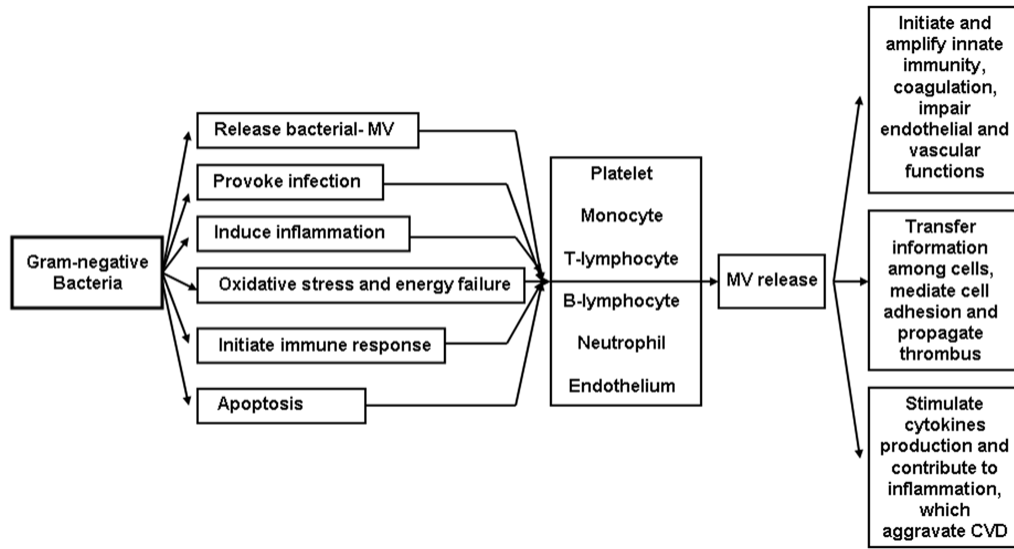 Gram-negative
Bacteria
Release bacterial- MV
Provoke infection
Induce inflammation
Oxidative stress and energy failure
Initiate immune response
Apoptosis
Platelet
Monocyte
T-lymphocyte
B-lymphocyte
Neutrophil
Endothelium
MV release
Initiate and
amplify innate
immunity,
coagulation,
impair
endothelial and
vascular
functions
Transfer
information
among cells,
mediate cell
adhesion and
propagate
thrombus
Stimulate
cytokines
production and
contribute to
inflammation,
which
aggravate CVD